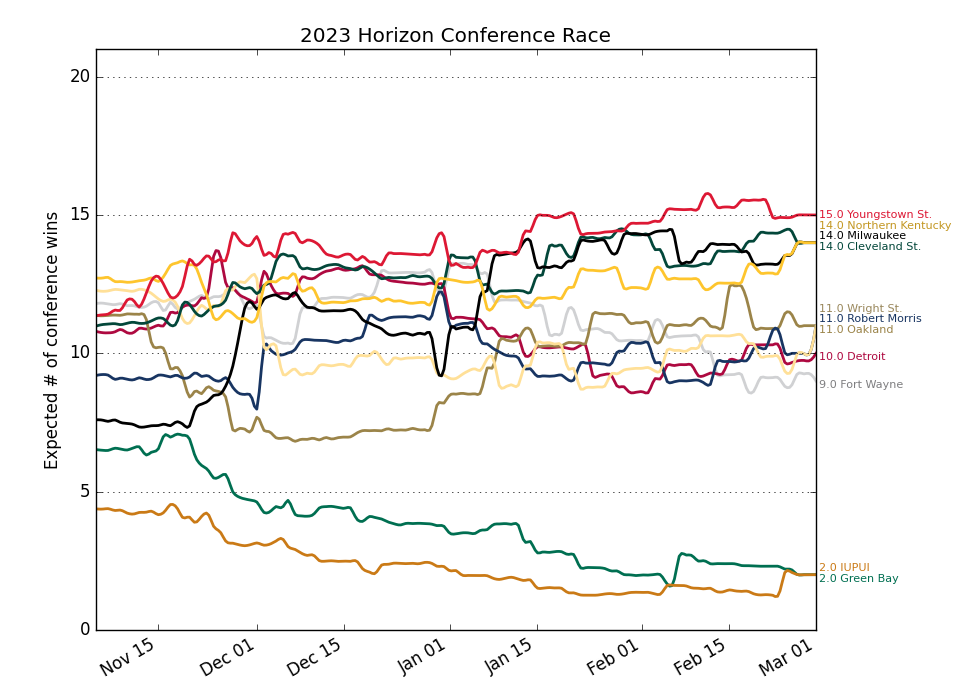 2023 Horizon Conference Race
Expected # of conference wins
20
15
10
5
0
15.0 Youngstown St.
14.0 Northern Kentucky
14.0 Milwaukee
14.0 Cleveland St.
11.0 Wright St.
11.0 Robert Morris
11.0 Oakland
10.0 Detroit
9.0 Fort Wayne
2.0 IUPUI
2.0 Green Bay
Nov 15
Dec 01
Dec 15
Jan 01
Jan 15
Feb 01
Feb 15
Mar 01